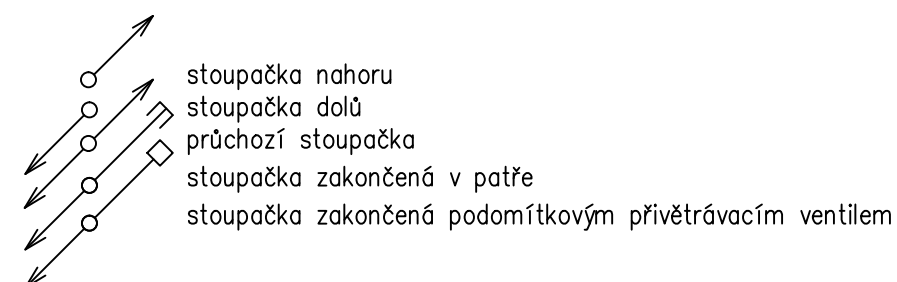 stoupačka nahoru
stoupačka dolů
průchozí stoupačka
stoupačka zakončená v patře
stoupačka zakončená podomítkovým přivětrávacím ventilem